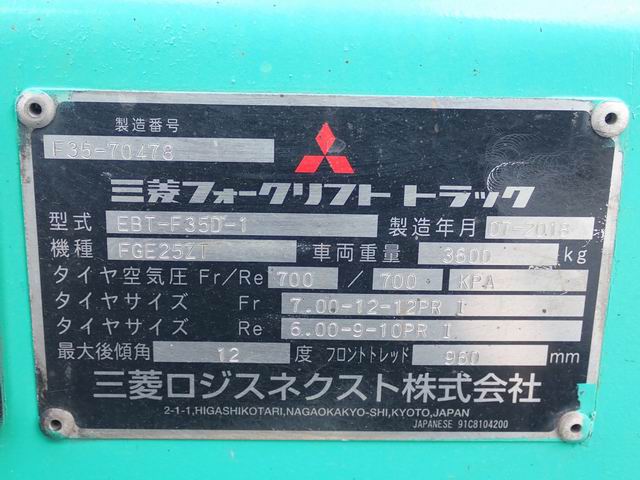 製造番号
F35-70478
三菱フォークリフトトラック
型式 EBT-F35D-1 製造年月 07-2018
機種 FGE25ZT 車両重量 3600 kg
タイヤ空気圧 Fr/Re 700 / 700 KPA
タイヤサイズ Fr 7.00-12-12PR I
タイヤサイズ Re 6.00-9-10PR I
最大後傾角 12 度 フロントトレッド 960 mm
三菱ロジスネクスト株式会社
2-1-1,HIGASHIKOTARI,NAGAOKAKYO-SHI,KYOTO,JAPAN
JAPANESE 91C8104200